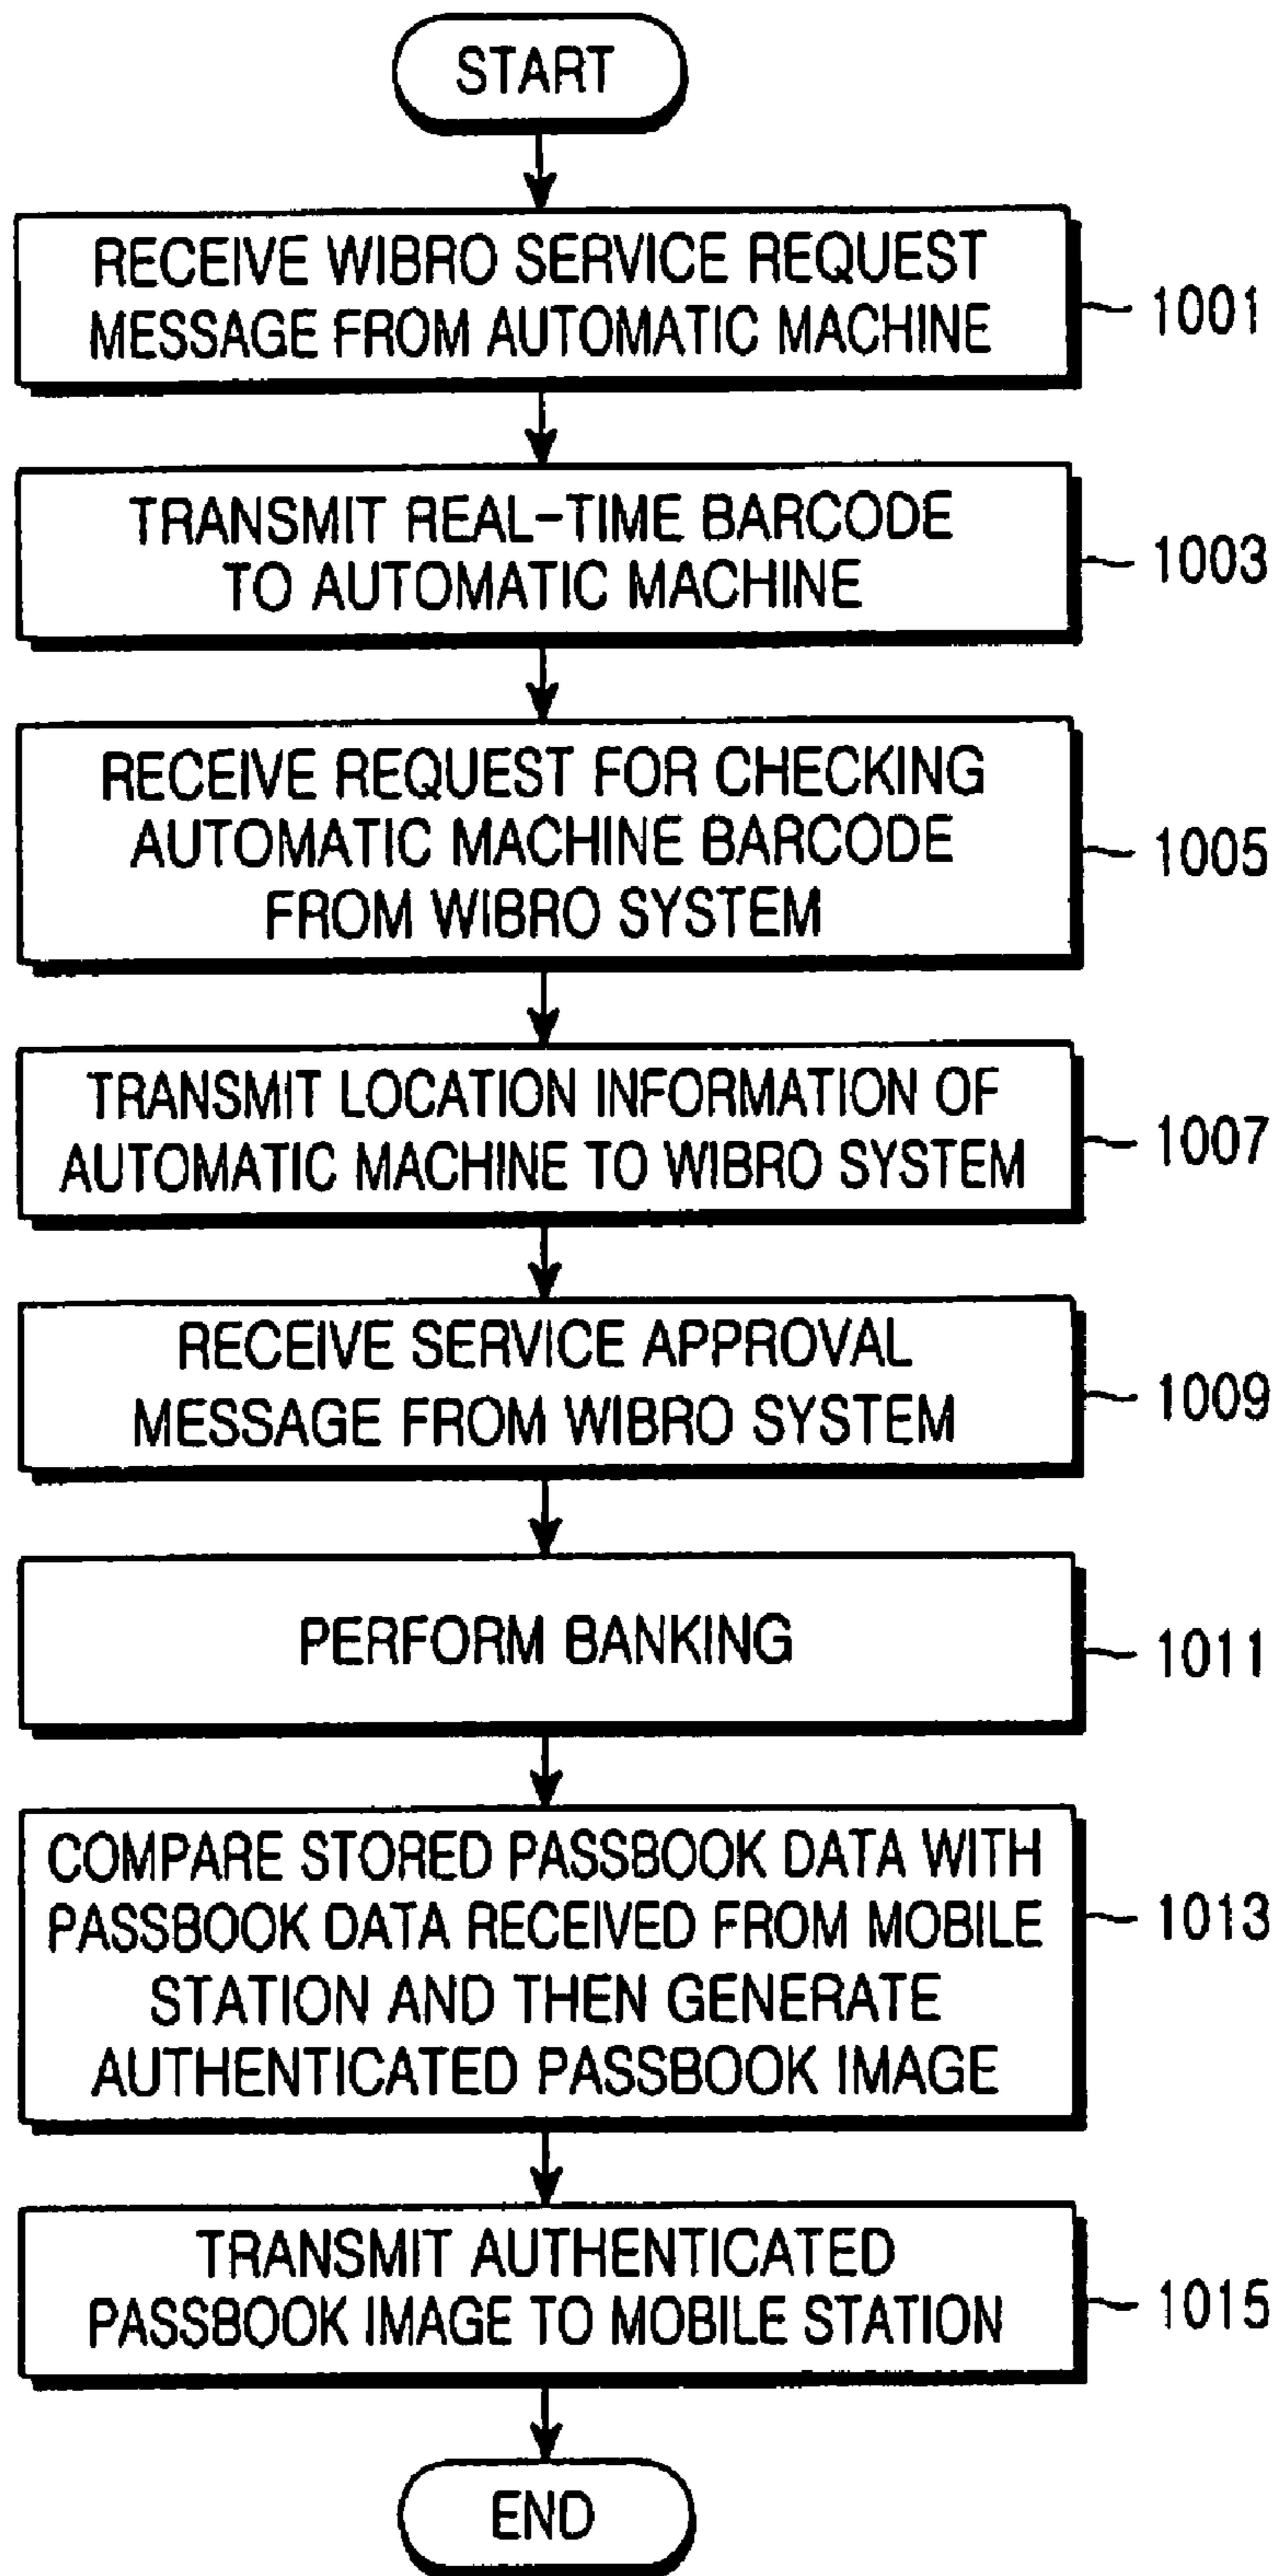 START
RECEIVE WIBRO SERVICE REQUEST
MESSAGE FROM AUTOMATIC MACHINE
1001
TRANSMIT REAL-TIME BARCODE
TO AUTOMATIC MACHINE
1003
RECEIVE REQUEST FOR CHECKING
AUTOMATIC MACHINE BARCODE
FROM WIBRO SYSTEM
1005
TRANSMIT LOCATION INFORMATION OF
AUTOMATIC MACHINE TO WIBRO SYSTEM
1007
RECEIVE SERVICE APPROVAL
MESSAGE FROM WIBRO SYSTEM
1009
PERFORM BANKING
1011
COMPARE STORED PASSBOOK DATA WITH
PASSBOOK DATA RECEIVED FROM MOBILE
STATION AND THEN GENERATE
AUTHENTICATED PASSBOOK IMAGE
1013
TRANSMIT AUTHENTICATED
PASSBOOK IMAGE TO MOBILE STATION
1015
END